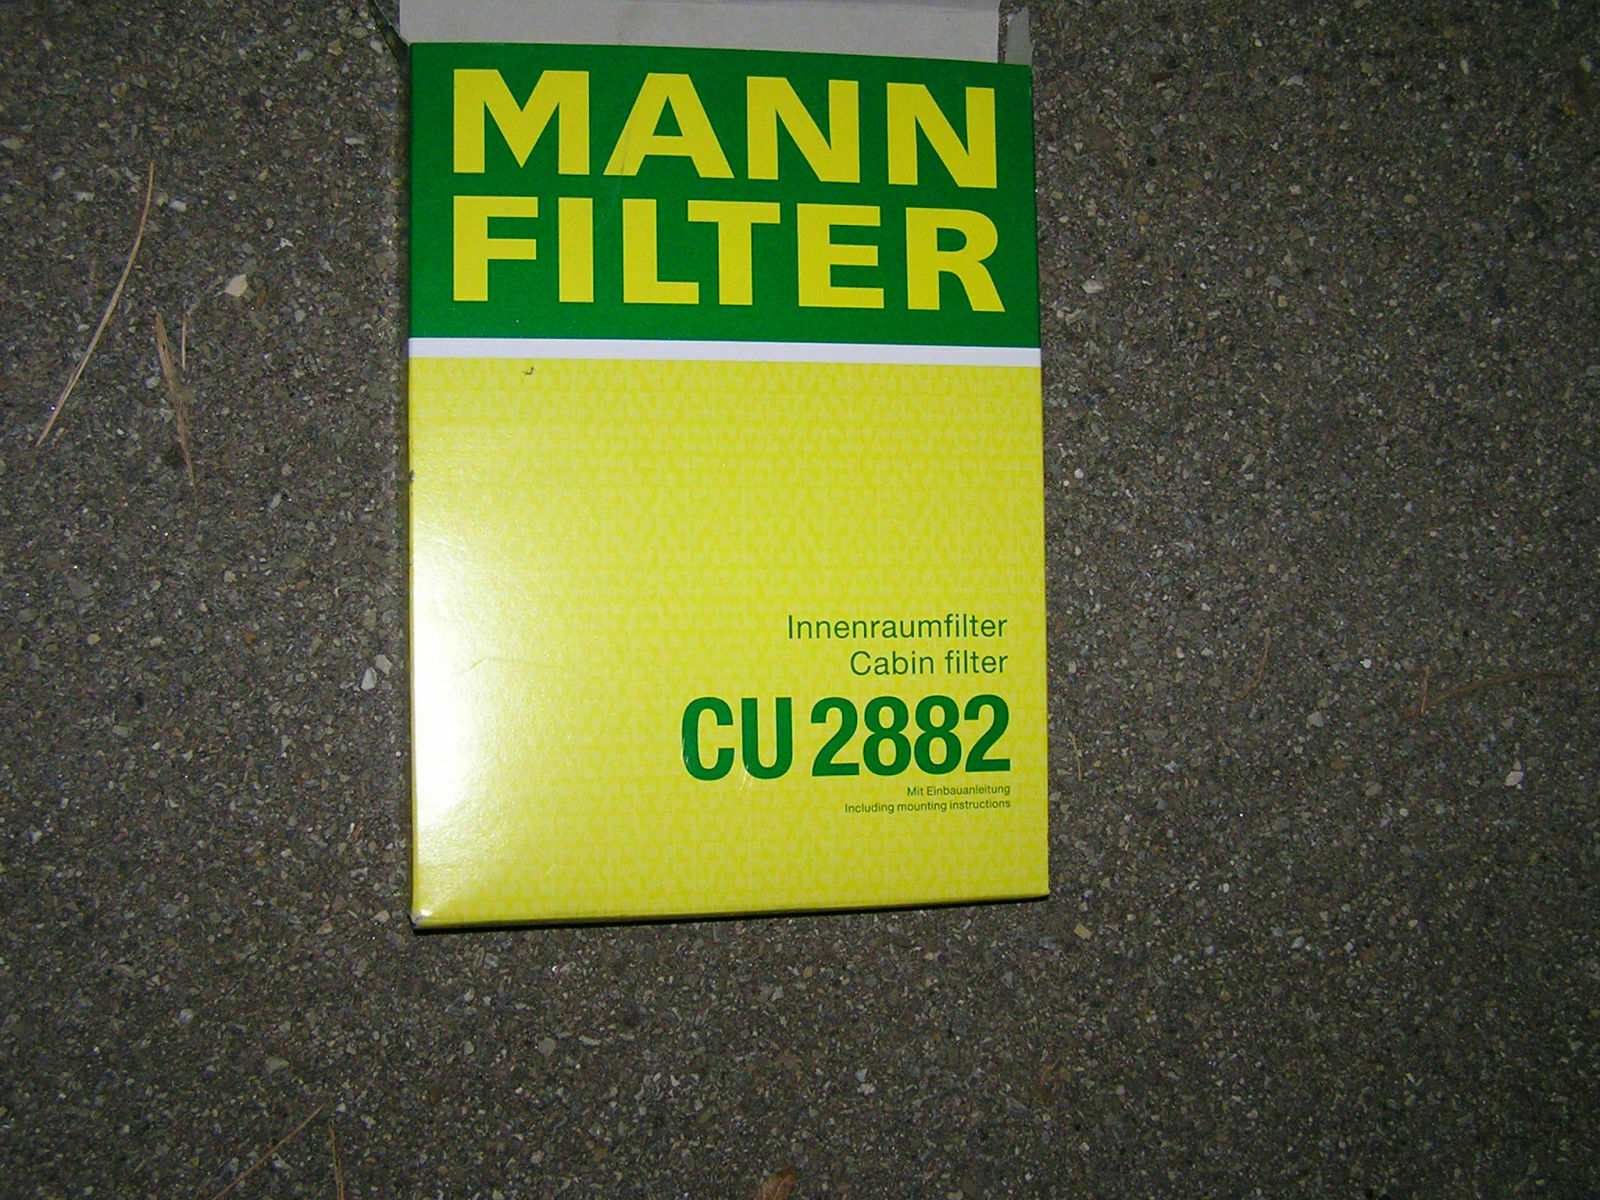 MANN
FILTER
Innenraumfilter
Cabin filter
CU 2882
Mit Einbauanleitung
Including mounting instructions